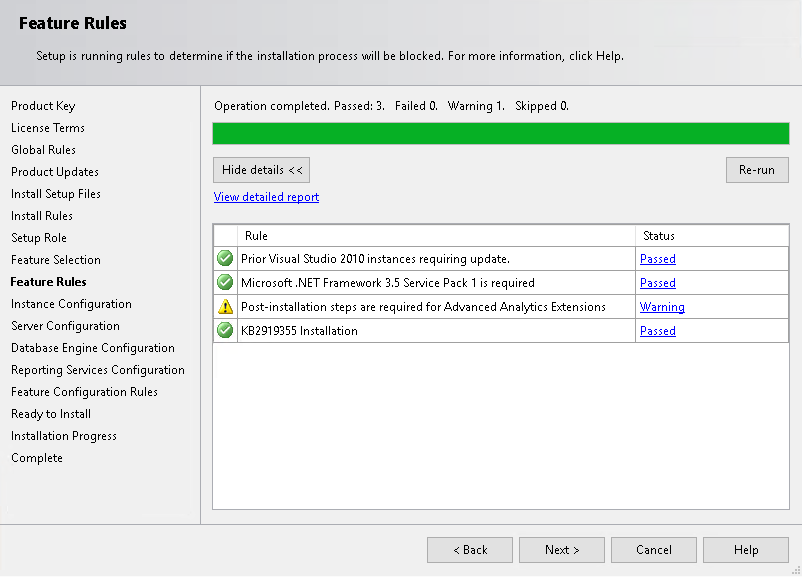 Feature Rules
Setup is running rules to determine if the installation process will be blocked. For more information, click Help.
Product Key
License Terms
Global Rules
Product Updates
Install Setup Files
Install Rules
Setup Role
Feature Selection
Feature Rules
Instance Configuration
Server Configuration
Database Engine Configuration
Reporting Services Configuration
Feature Configuration Rules
Ready to Install
Installation Progress
Complete
Operation completed. Passed: 3. Failed 0. Warning 1. Skipped 0.
Hide details << Re-run
View detailed report
Rule Status
Prior Visual Studio 2010 instances requiring update. Passed
Microsoft .NET Framework 3.5 Service Pack 1 is required Passed
Post-installation steps are required for Advanced Analytics Extensions Warning
KB2919355 Installation Passed
< Back Next > Cancel Help